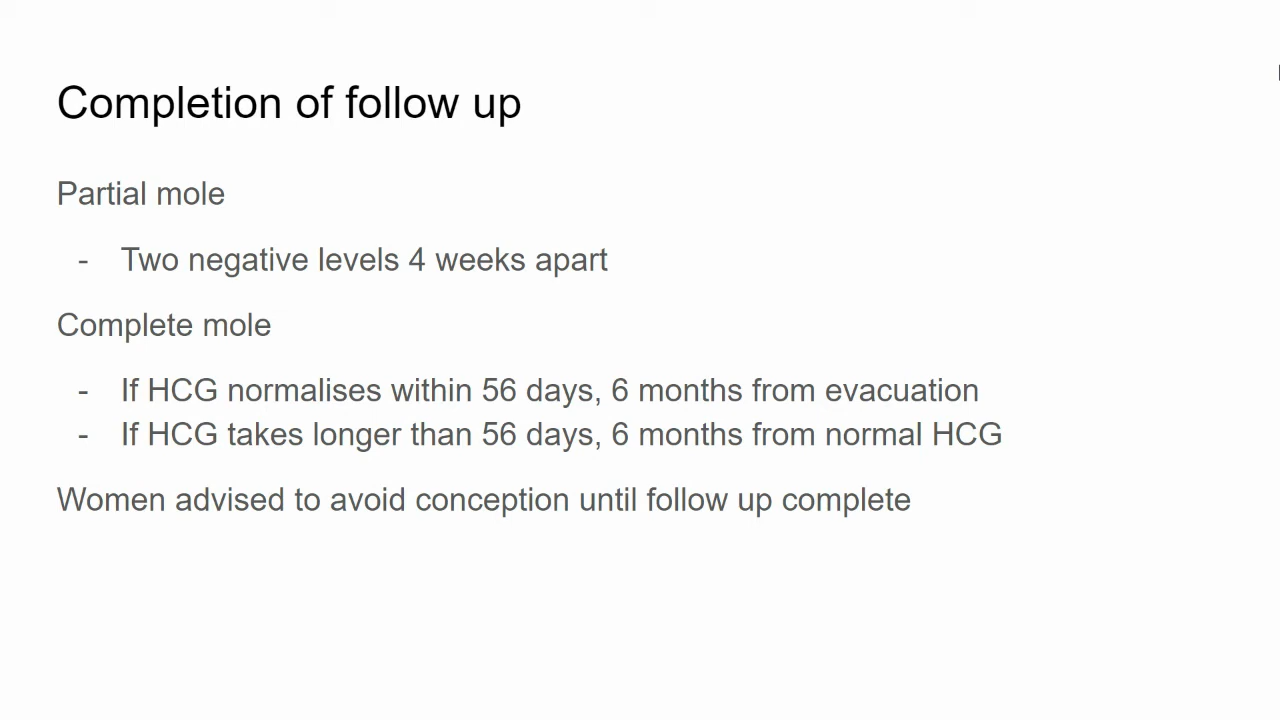 Completion of follow up
Partial mole
- Two negative levels 4 weeks apart
Complete mole
- If HCG normalises within 56 days, 6 months from evacuation
- If HCG takes longer than 56 days, 6 months from normal HCG
Women advised to avoid conception until follow up complete